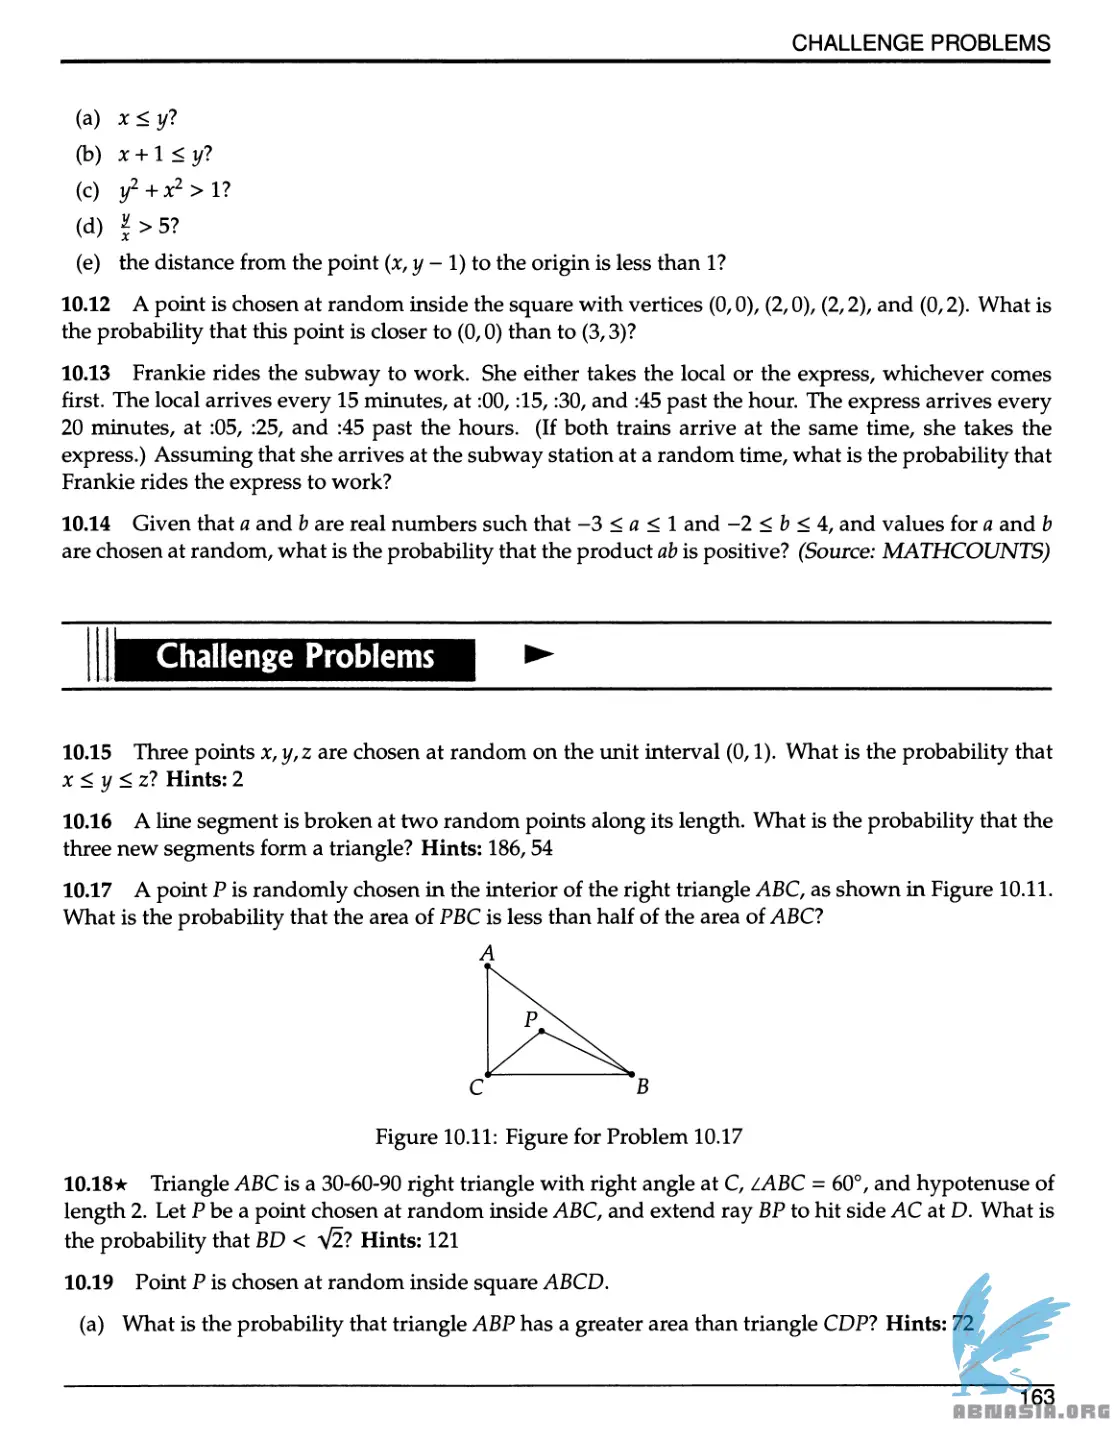 CHALLENGE PROBLEMS
(a) x ≤ y?
(b) x + 1 ≤ y?
(c) y² + x² > 1?
(d) y/x > 5?
(e) the distance from the point (x, y − 1) to the origin is less than 1?
10.12 A point is chosen at random inside the square with vertices (0, 0), (2, 0), (2, 2), and (0, 2). What is
the probability that this point is closer to (0, 0) than to (3, 3)?
10.13 Frankie rides the subway to work. She either takes the local or the express, whichever comes
first. The local arrives every 15 minutes, at :00, :15, :30, and :45 past the hour. The express arrives every
20 minutes, at :05, :25, and :45 past the hours. (If both trains arrive at the same time, she takes the
express.) Assuming that she arrives at the subway station at a random time, what is the probability that
Frankie rides the express to work?
10.14 Given that a and b are real numbers such that −3 ≤ a ≤ 1 and −2 ≤ b ≤ 4, and values for a and b
are chosen at random, what is the probability that the product ab is positive? (Source: MATHCOUNTS)
Challenge Problems
10.15 Three points x, y, z are chosen at random on the unit interval (0, 1). What is the probability that
x ≤ y ≤ z? Hints: 2
10.16 A line segment is broken at two random points along its length. What is the probability that the
three new segments form a triangle? Hints: 186, 54
10.17 A point P is randomly chosen in the interior of the right triangle ABC, as shown in Figure 10.11.
What is the probability that the area of PBC is less than half of the area of ABC?
A
P
C B
Figure 10.11: Figure for Problem 10.17
10.18★ Triangle ABC is a 30-60-90 right triangle with right angle at C, ∠ABC = 60°, and hypotenuse of
length 2. Let P be a point chosen at random inside ABC, and extend ray BP to hit side AC at D. What is
the probability that BD < √2? Hints: 121
10.19 Point P is chosen at random inside square ABCD.
(a) What is the probability that triangle ABP has a greater area than triangle CDP? Hints: 72
163
ABNASIA.ORG